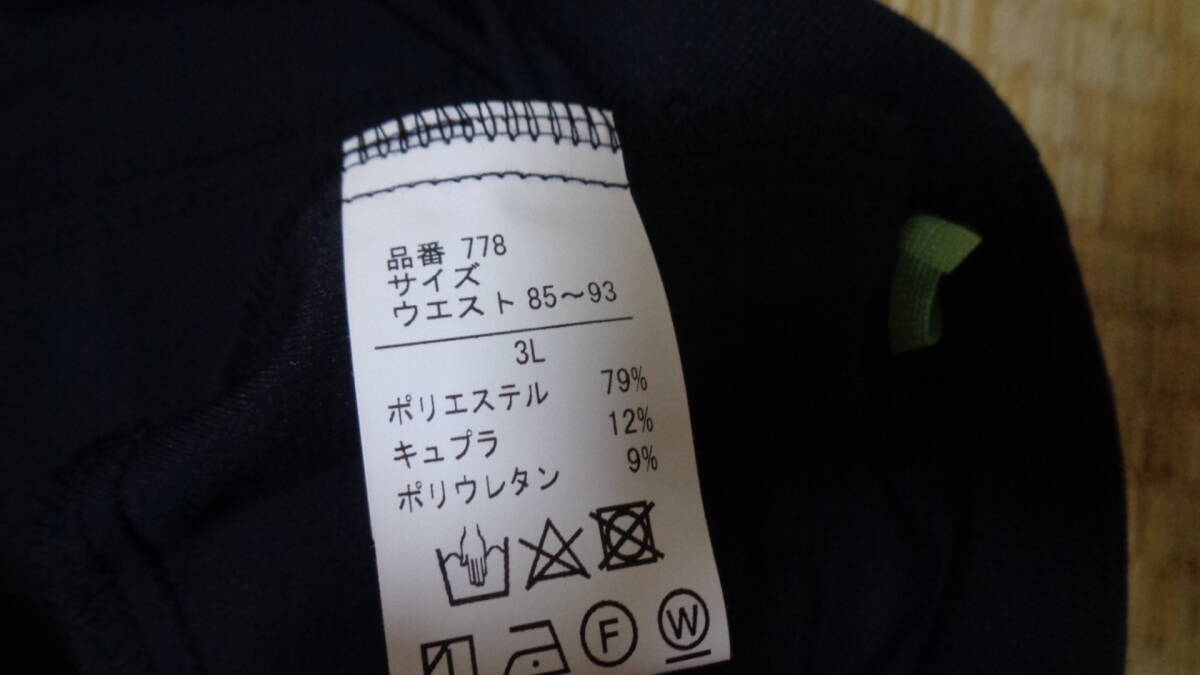 品番 778
サイズ
ウエスト 85～93
3L
ポリエステル 79%
キュプラ 12%
ポリウレタン 9%
F W